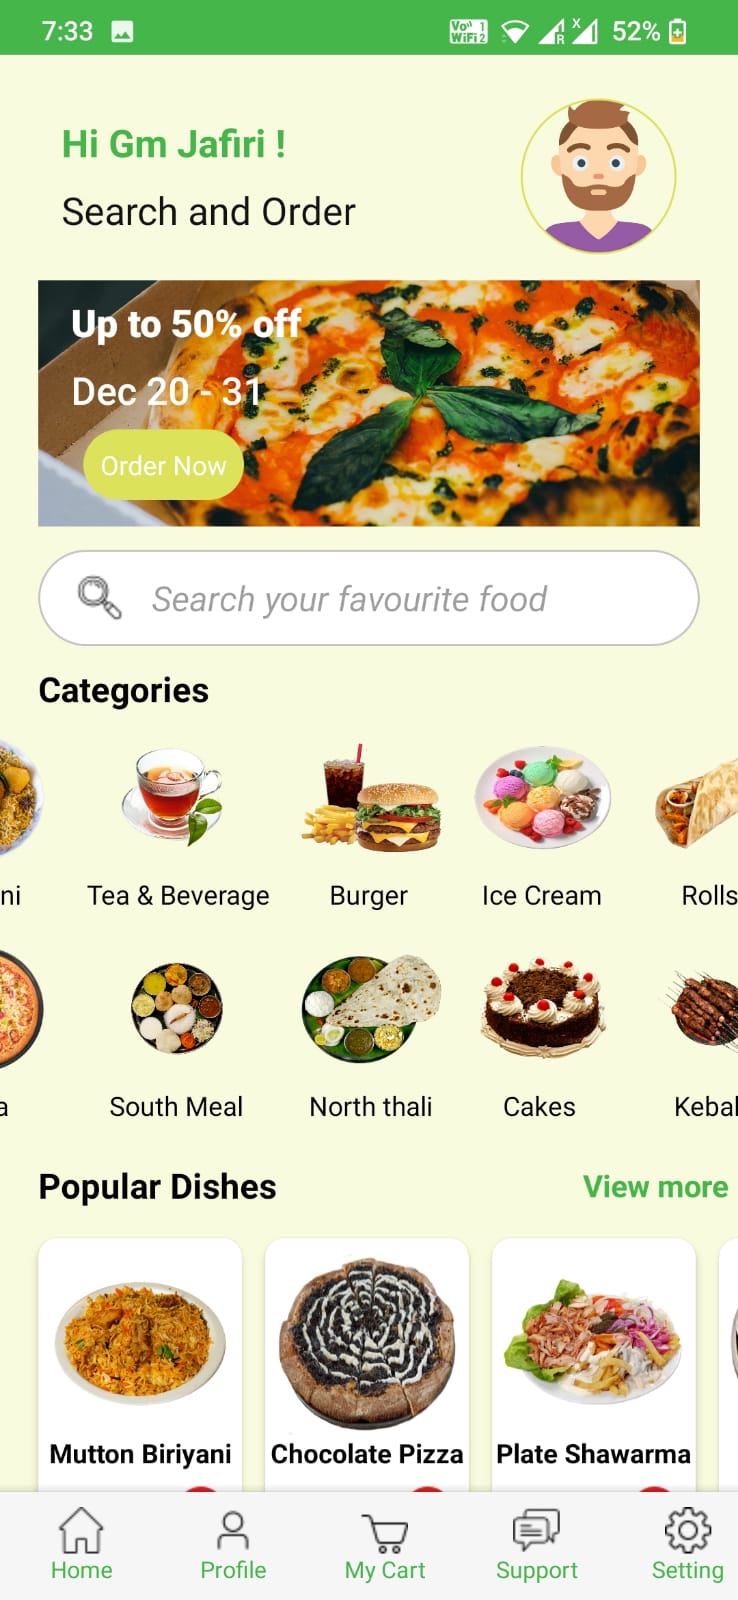 7:33
Vo 1
WiFi 2
R
X
52%
Hi Gm Jafiri !
Search and Order
Up to 50% off
Dec 20 - 31
Order Now
Search your favourite food
Categories
ni
Tea & Beverage
Burger
Ice Cream
Rolls
a
South Meal
North thali
Cakes
Kebab
Popular Dishes
View more
Mutton Biriyani
Chocolate Pizza
Plate Shawarma
Home
Profile
My Cart
Support
Setting